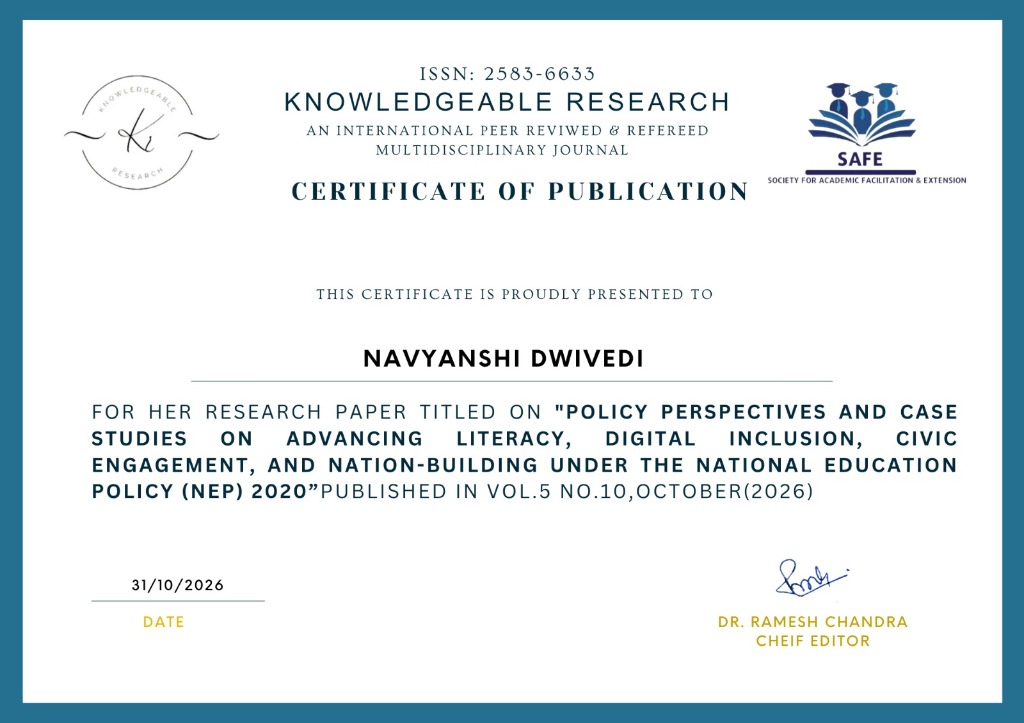 KNOWLEDGEABLE
Kr
RESEARCH
ISSN: 2583-6633
KNOWLEDGEABLE RESEARCH
AN INTERNATIONAL PEER REVIWED & REFEREED
MULTIDISCIPLINARY JOURNAL
CERTIFICATE OF PUBLICATION
SAFE
SOCIETY FOR ACADEMIC FACILITATION & EXTENSION
THIS CERTIFICATE IS PROUDLY PRESENTED TO
NAVYANSHI DWIVEDI
FOR HER RESEARCH PAPER TITLED ON "POLICY PERSPECTIVES AND CASE
STUDIES ON ADVANCING LITERACY, DIGITAL INCLUSION, CIVIC
ENGAGEMENT, AND NATION-BUILDING UNDER THE NATIONAL EDUCATION
POLICY (NEP) 2020”PUBLISHED IN VOL.5 NO.10,OCTOBER(2026)
31/10/2026
DATE
DR. RAMESH CHANDRA
CHEIF EDITOR